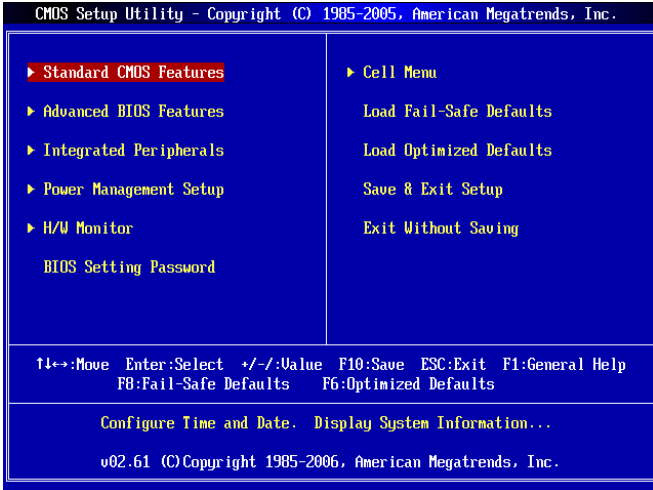 CMOS Setup Utility - Copyright (C) 1985-2005, American Megatrends, Inc.
Standard CMOS Features
Advanced BIOS Features
Integrated Peripherals
Power Management Setup
H/W Monitor
BIOS Setting Password
Cell Menu
Load Fail-Safe Defaults
Load Optimized Defaults
Save & Exit Setup
Exit Without Saving
↑↓←→:Move Enter:Select +/-/:Value F10:Save ESC:Exit F1:General Help
F8:Fail-Safe Defaults F6:Optimized Defaults
Configure Time and Date. Display System Information...
v02.61 (C)Copyright 1985-2006, American Megatrends, Inc.